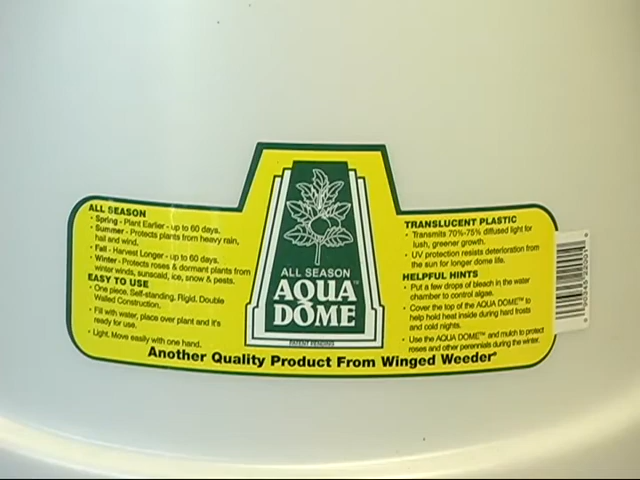 ALL SEASON
• Spring - Plant Earlier - up to 60 days.
• Summer - Protects plants from heavy rain,
hail and wind.
• Fall - Harvest Longer - up to 60 days.
• Winter - Protects roses & dormant plants from
winter winds, sunscald, ice, snow & pests.
EASY TO USE
• One piece. Self-standing. Rigid. Double
Walled Construction.
• Fill with water, place over plant and it's
ready for use.
• Light. Move easily with one hand.
ALL SEASON
AQUA
DOME™
PATENT PENDING
TRANSLUCENT PLASTIC
• Transmits 70%-75% diffused light for
lush, greener growth.
• UV protection resists deterioration from
the sun for longer dome life.
HELPFUL HINTS
• Put a few drops of bleach in the water
chamber to control algae.
• Cover the top of the AQUA DOME™ to
help hold heat inside during hard frosts
and cold nights.
• Use the AQUA DOME™ and mulch to protect
roses and other perennials during the winter.
Another Quality Product From Winged Weeder®